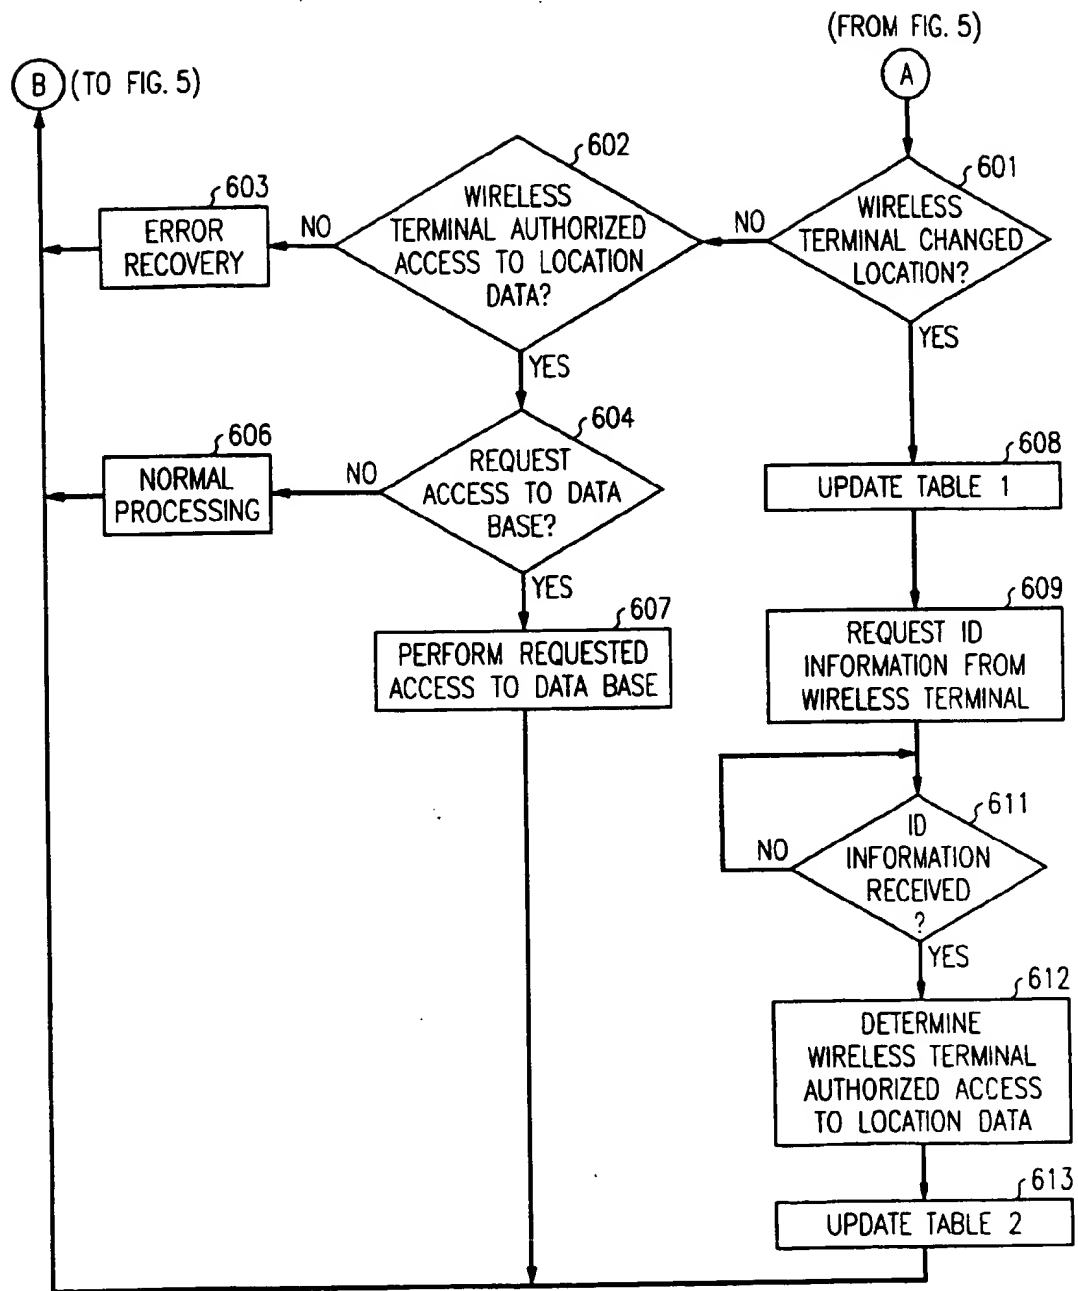 (FROM FIG. 5)
A
B (TO FIG. 5)
601
WIRELESS
TERMINAL CHANGED
LOCATION?
NO
YES
602
WIRELESS
TERMINAL AUTHORIZED
ACCESS TO LOCATION
DATA?
NO
YES
603
ERROR
RECOVERY
604
REQUEST
ACCESS TO DATA
BASE?
NO
YES
606
NORMAL
PROCESSING
607
PERFORM REQUESTED
ACCESS TO DATA BASE
608
UPDATE TABLE 1
609
REQUEST ID
INFORMATION FROM
WIRELESS TERMINAL
611
ID
INFORMATION
RECEIVED
?
NO
YES
612
DETERMINE
WIRELESS TERMINAL
AUTHORIZED ACCESS
TO LOCATION DATA
613
UPDATE TABLE 2